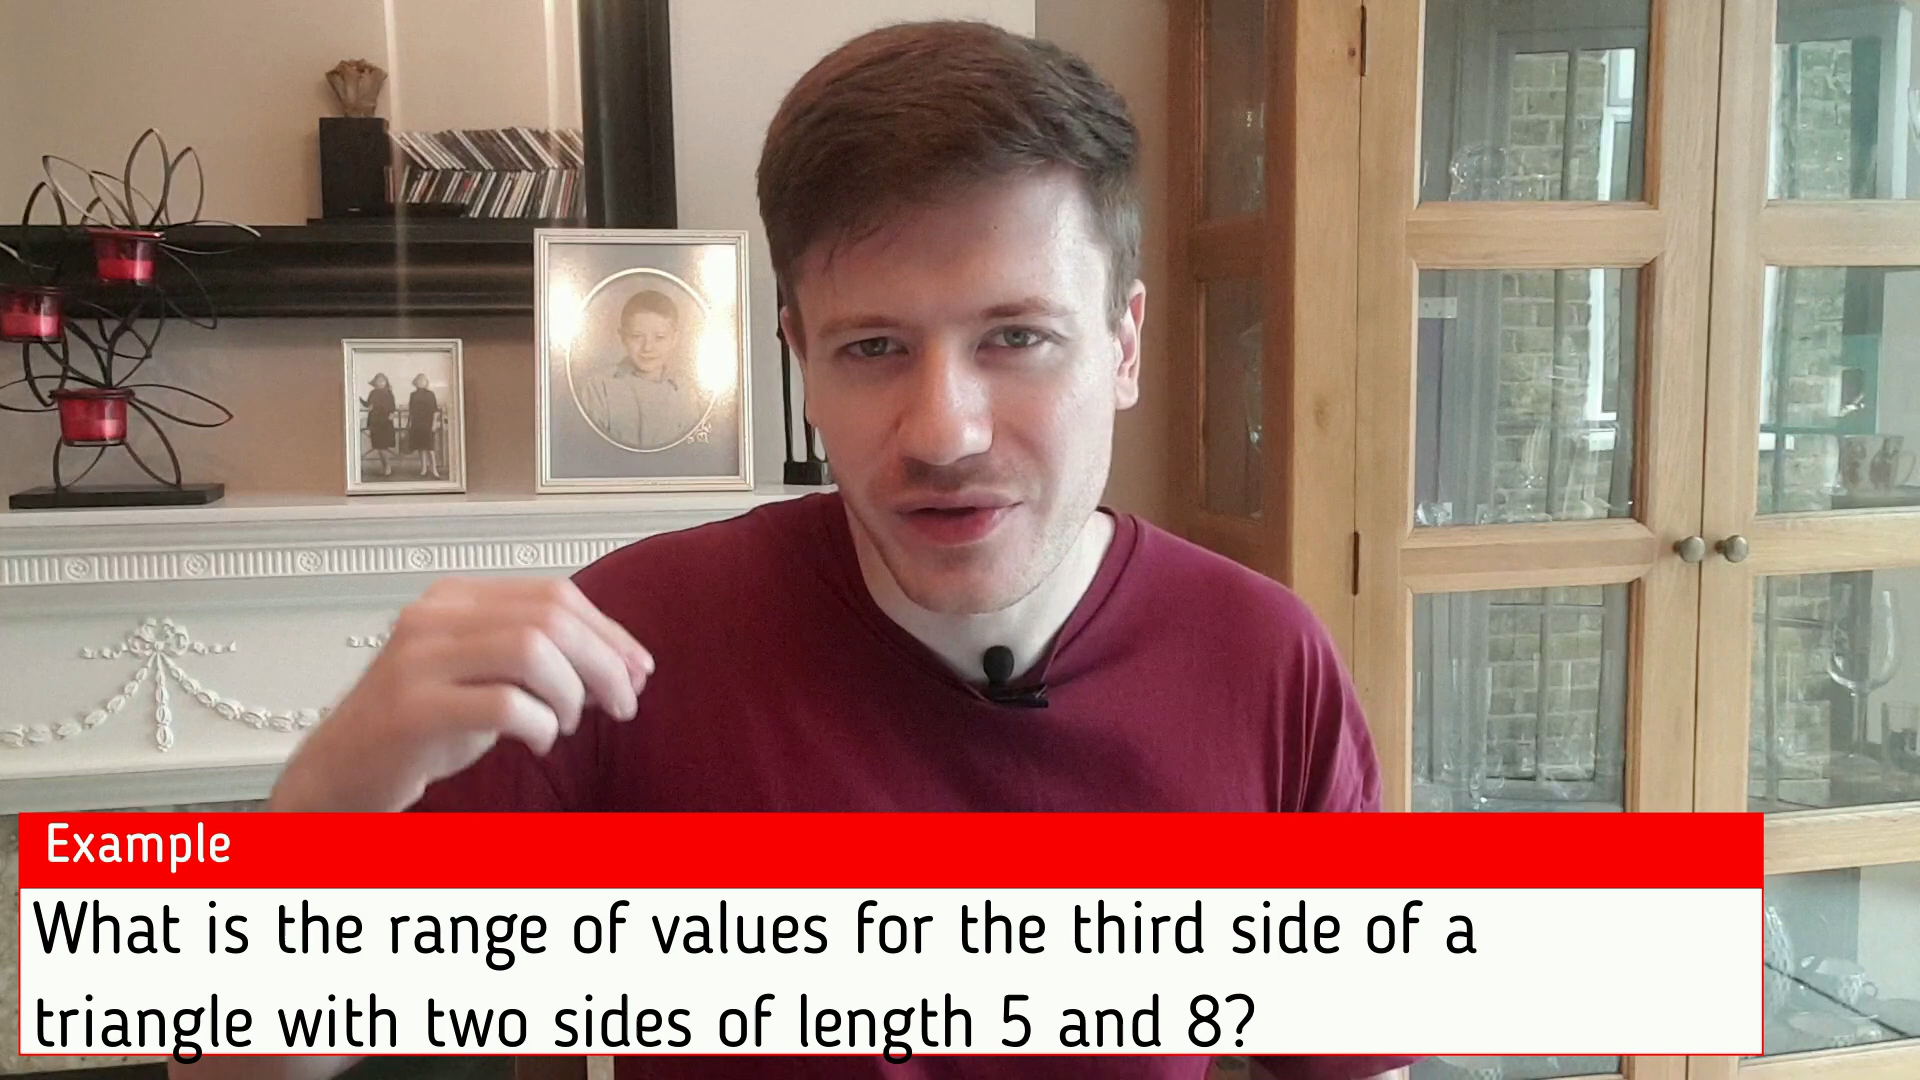 Example
What is the range of values for the third side of a
triangle with two sides of length 5 and 8?